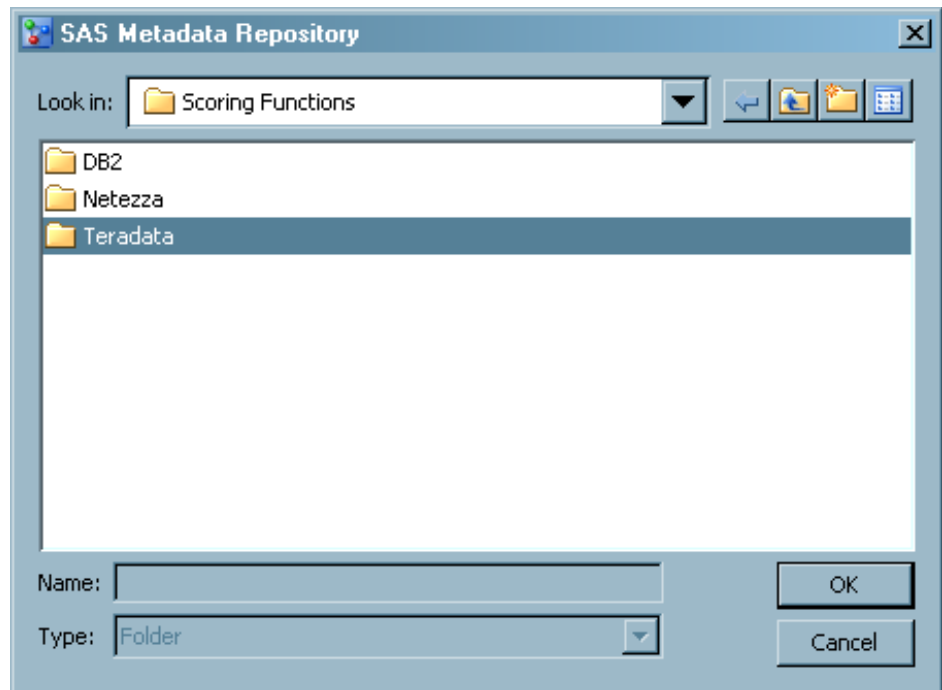 SAS Metadata Repository
Look in: Scoring Functions
DB2
Netezza
Teradata
Name: OK
Type: Folder Cancel